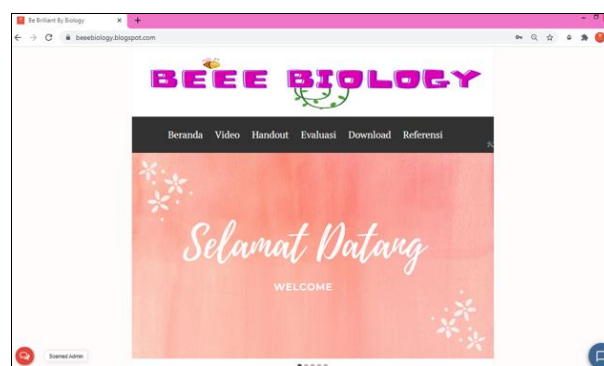 Be Brilliant By Biology
beeebiology.blogspot.com
BEEE BIOLOGY
Beranda Video Handout Evaluasi Download Referensi
Selamat Datang
WELCOME
Sosmed Admin